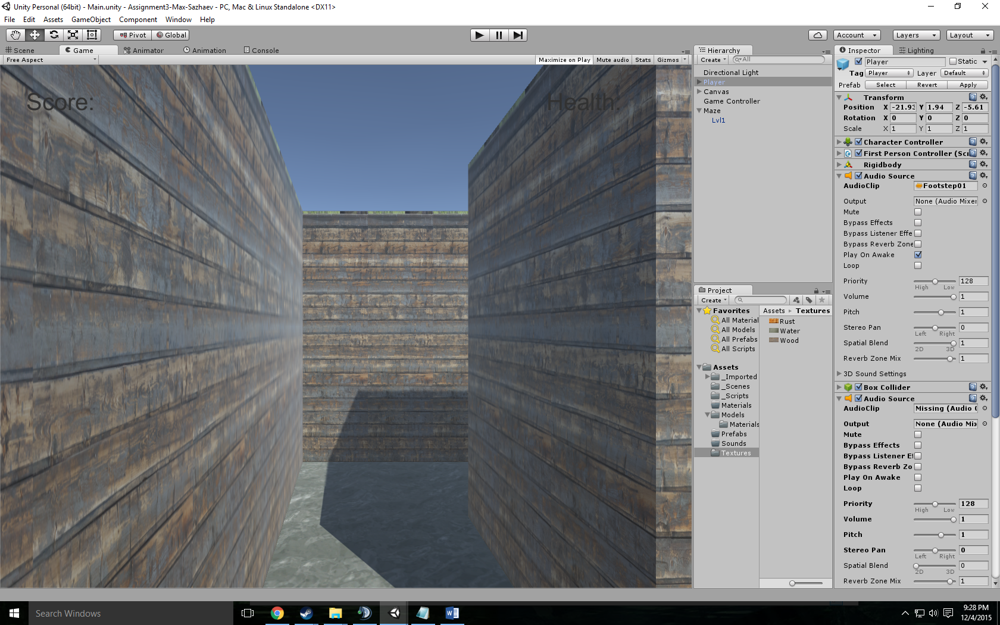 Unity Personal (64bit) - Main.unity - Assignment3-Max-Sazhaev - PC, Mac & Linux Standalone <DX11>
File Edit Assets GameObject Component Window Help
Pivot Global Account Layers Layout
Scene Game Animator Animation Console
Free Aspect Maximize on Play Mute audio Stats Gizmos
Score: Health:
Hierarchy
Create All
Directional Light
Player
Canvas
Game Controller
Maze
Lvl1
Project
Create
Favorites
All Material
All Models
All Prefabs
All Scripts
Assets
_Imported
_Scenes
_Scripts
Materials
Models
Materials
Prefabs
Sounds
Textures
Assets Textures
Rust
Water
Wood
Inspector Lighting
Player Static
Tag Player Layer Default
Prefab Select Revert Apply
Transform
Position X -21.93 Y 1.94 Z -5.61
Rotation X 0 Y 0 Z 0
Scale X 1 Y 1 Z 1
Character Controller
First Person Controller (Scr
Rigidbody
Audio Source
AudioClip Footstep01
Output None (Audio Mixer
Mute
Bypass Effects
Bypass Listener Effe
Bypass Reverb Zone
Play On Awake
Loop
Priority 128
High Low
Volume 1
Pitch 1
Stereo Pan 0
Left Right
Spatial Blend 1
2D 3D
Reverb Zone Mix 1
3D Sound Settings
Box Collider
Audio Source
AudioClip Missing (Audio C
Output None (Audio Mix
Mute
Bypass Effects
Bypass Listener Ef
Bypass Reverb Zo
Play On Awake
Loop
Priority 128
High Low
Volume 1
Pitch 1
Stereo Pan 0
Left Right
Spatial Blend 0
2D 3D
Reverb Zone Mix 1
Search Windows
9:28 PM
12/4/2015